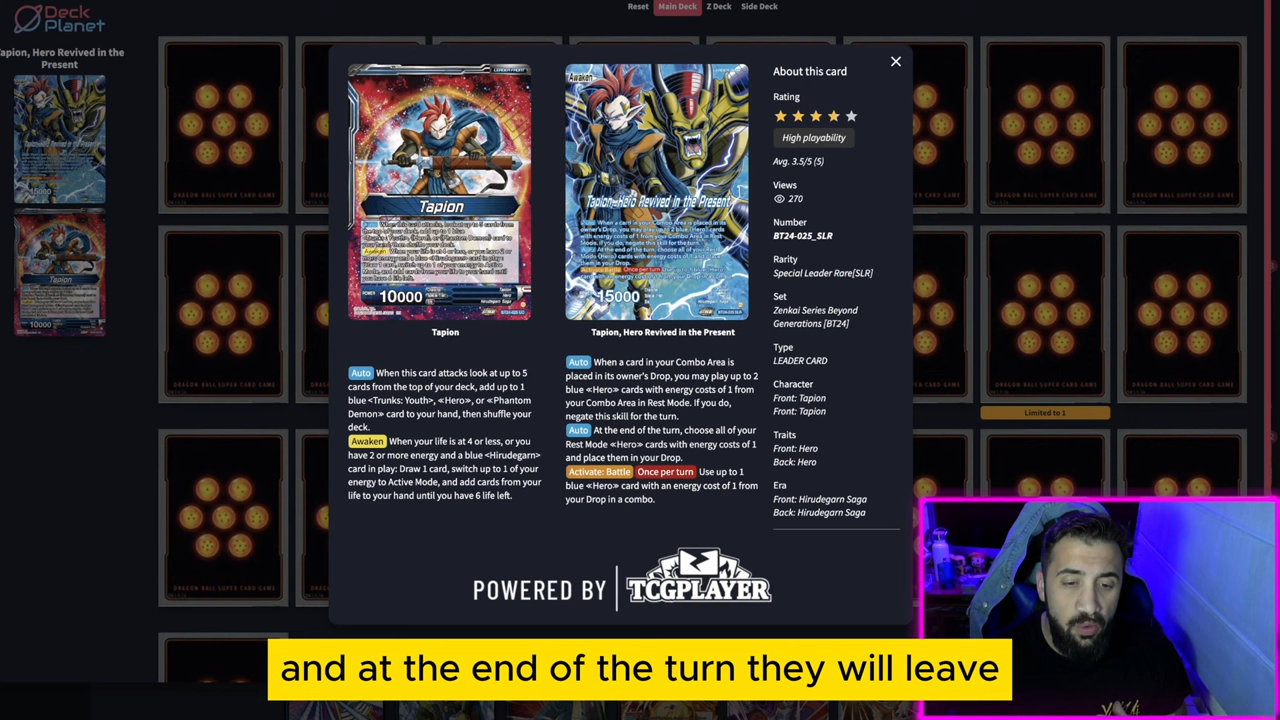 Deck
Planet
Reset
Main Deck
Z Deck
Side Deck
Tapion, Hero Revived in the
Present
Tapion
10000
Awaken
Tapion, Hero Revived in the Present
15000
Tapion
Tapion, Hero Revived in the Present
Auto When this card attacks look at up to 5
cards from the top of your deck, add up to 1
blue <Trunks: Youth>, «Hero», or «Phantom
Demon» card to your hand, then shuffle your
deck.
Awaken When your life is at 4 or less, or you
have 2 or more energy and a blue <Hirudegarn>
card in play: Draw 1 card, switch up to 1 of your
energy to Active Mode, and add cards from your
life to your hand until you have 6 life left.
Auto When a card in your Combo Area is
placed in its owner's Drop, you may play up to 2
blue «Hero» cards with energy costs of 1 from
your Combo Area in Rest Mode. If you do,
negate this skill for the turn.
Auto At the end of the turn, choose all of your
Rest Mode «Hero» cards with energy costs of 1
and place them in your Drop.
Activate: Battle Once per turn Use up to 1
blue «Hero» card with an energy cost of 1 from
your Drop in a combo.
About this card
Rating
High playability
Avg. 3.5/5 (5)
Views
270
Number
BT24-025_SLR
Rarity
Special Leader Rare[SLR]
Set
Zenkai Series Beyond
Generations [BT24]
Type
LEADER CARD
Character
Front: Tapion
Front: Tapion
Traits
Front: Hero
Back: Hero
Era
Front: Hirudegarn Saga
Back: Hirudegarn Saga
Limited to 1
POWERED BY
TCGPLAYER
and at the end of the turn they will leave